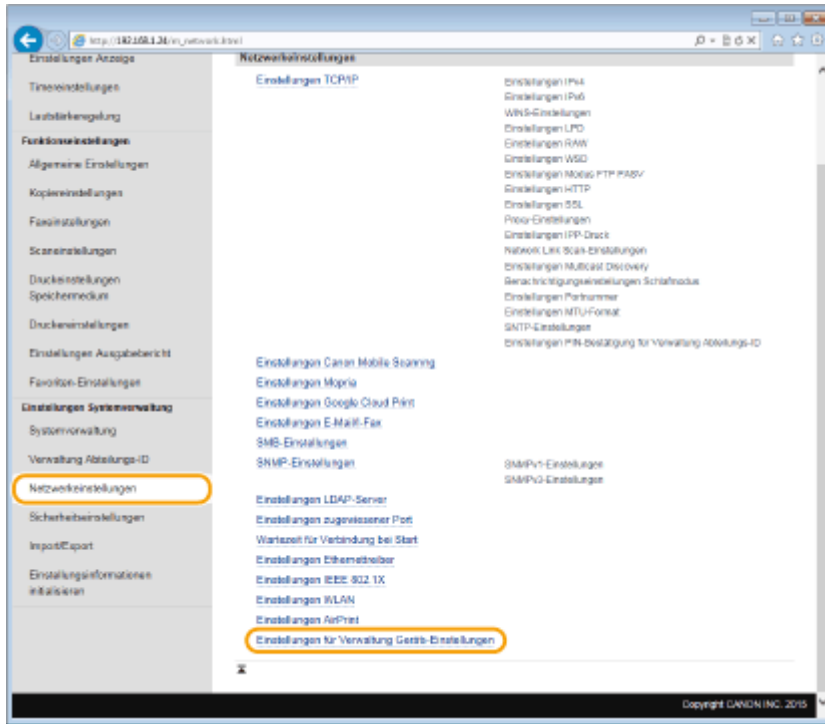 http://192.168.1.24/m_network.html
Einstellungen Anzeige
Timereinstellungen
Lautstärkeregelung
Funktionseinstellungen
Allgemeine Einstellungen
Kopiereinstellungen
Faxeinstellungen
Scaneinstellungen
Druckeinstellungen
Speichermedium
Druckereinstellungen
Einstellungen Ausgabebericht
Favoriten-Einstellungen
Einstellungen Systemverwaltung
Systemverwaltung
Verwaltung Abteilungs-ID
Netzwerkeinstellungen
Sicherheitseinstellungen
Import/Export
Einstellungsinformationen
initialisieren
Netzwerkeinstellungen
Einstellungen TCP/IP
Einstellungen IPv4
Einstellungen IPv6
WINS-Einstellungen
Einstellungen LPD
Einstellungen RAW
Einstellungen WSD
Einstellungen Modus FTP PASV
Einstellungen HTTP
Einstellungen SSL
Proxy-Einstellungen
Einstellungen IPP-Druck
Network Link Scan-Einstellungen
Einstellungen Multicast Discovery
Benachrichtigungseinstellungen Schlafmodus
Einstellungen Portnummer
Einstellungen MTU-Format
SNTP-Einstellungen
Einstellungen PIN-Bestätigung für Verwaltung Abteilungs-ID
Einstellungen Canon Mobile Scanning
Einstellungen Mopria
Einstellungen Google Cloud Print
Einstellungen E-Mail/I-Fax
SMB-Einstellungen
SNMP-Einstellungen
SNMPv1-Einstellungen
SNMPv3-Einstellungen
Einstellungen LDAP-Server
Einstellungen zugewiesener Port
Wartezeit für Verbindung bei Start
Einstellungen Ethernettreiber
Einstellungen IEEE 802.1X
Einstellungen WLAN
Einstellungen AirPrint
Einstellungen für Verwaltung Gerät-Einstellungen
Copyright CANON INC. 2015